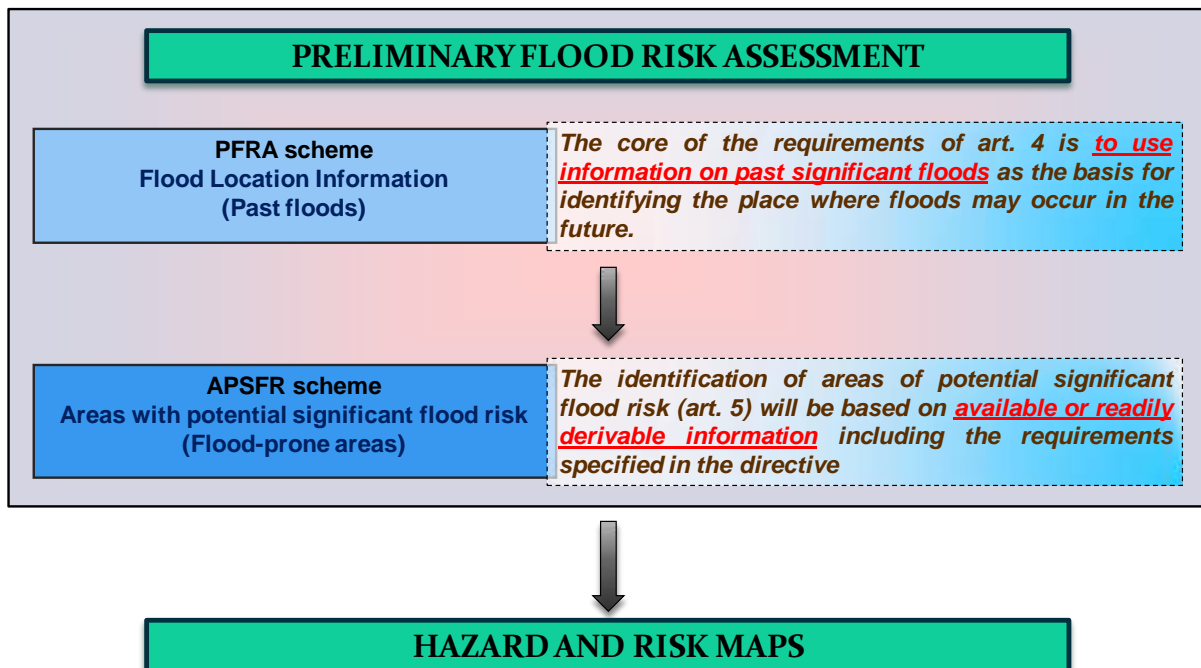 PRELIMINARY FLOOD RISK ASSESSMENT
PFRA scheme
Flood Location Information
(Past floods)
The core of the requirements of art. 4 is to use
information on past significant floods as the basis for
identifying the place where floods may occur in the
future.
APSFR scheme
Areas with potential significant flood risk
(Flood-prone areas)
The identification of areas of potential significant
flood risk (art. 5) will be based on available or readily
derivable information including the requirements
specified in the directive
HAZARD AND RISK MAPS